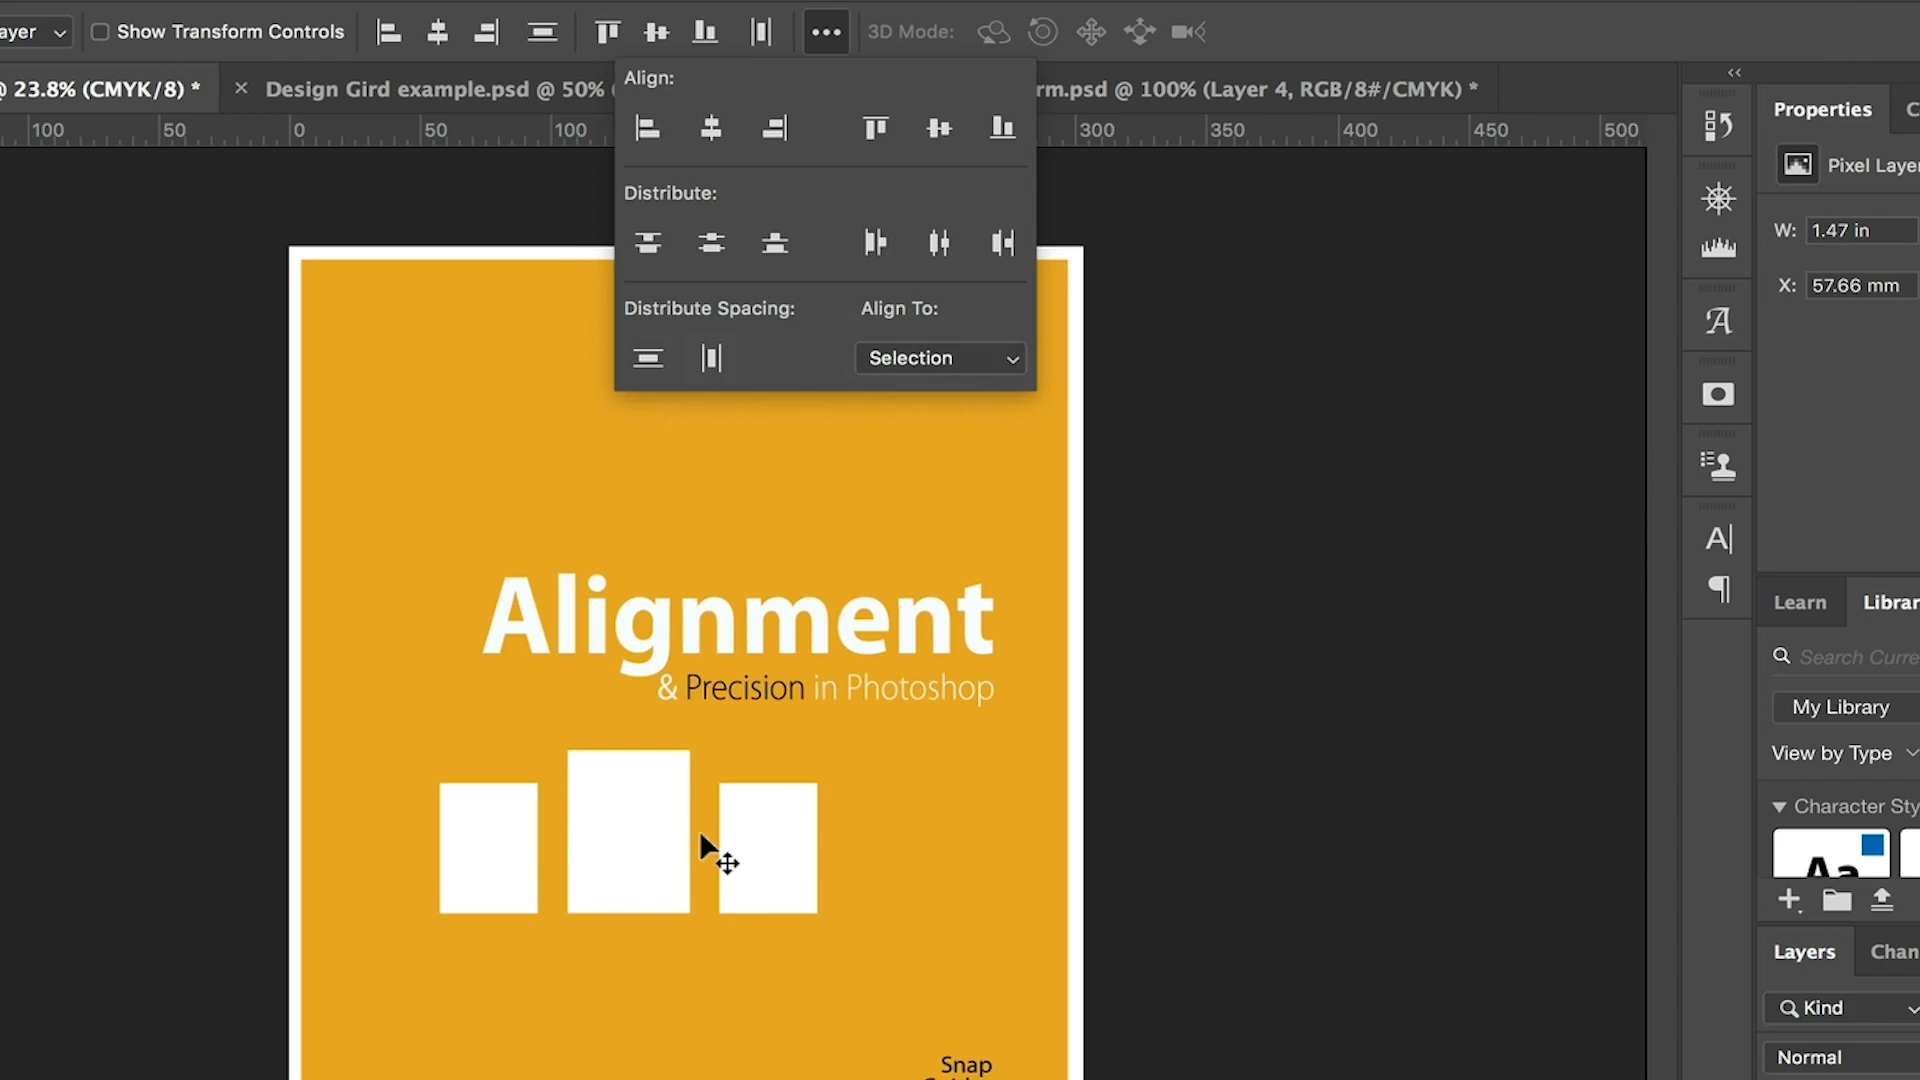 ayer
Show Transform Controls
3D Mode:
@ 23.8% (CMYK/8) *
× Design Gird example.psd @ 50%
rm.psd @ 100% (Layer 4, RGB/8#/CMYK) *
100 50 0 50 100 300 350 400 450 500
Align:
Distribute:
Distribute Spacing:
Align To:
Selection
Alignment
& Precision in Photoshop
Snap
Properties
C
Pixel Layer
W: 1.47 in
X: 57.66 mm
A
A|
¶
Learn
Librar
Search Curre
My Library
View by Type
Character Sty
Aa
Layers
Chan
Kind
Normal